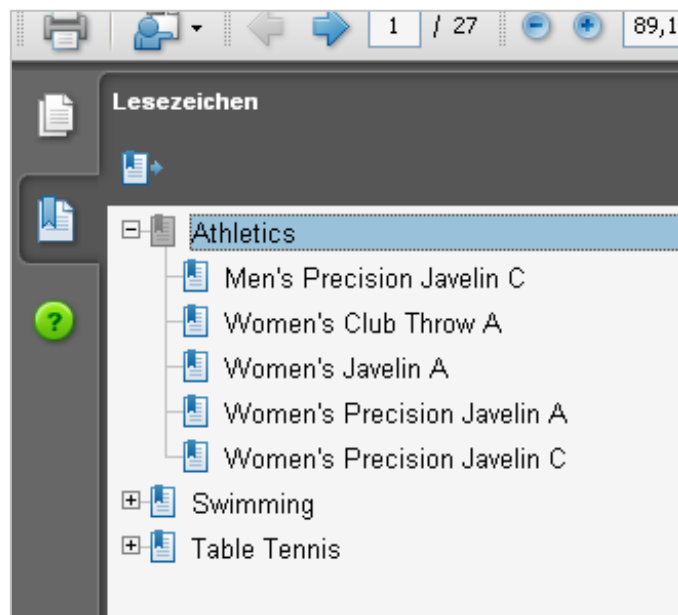 1 / 27 89,1
Lesezeichen
Athletics
Men's Precision Javelin C
Women's Club Throw A
Women's Javelin A
Women's Precision Javelin A
Women's Precision Javelin C
Swimming
Table Tennis